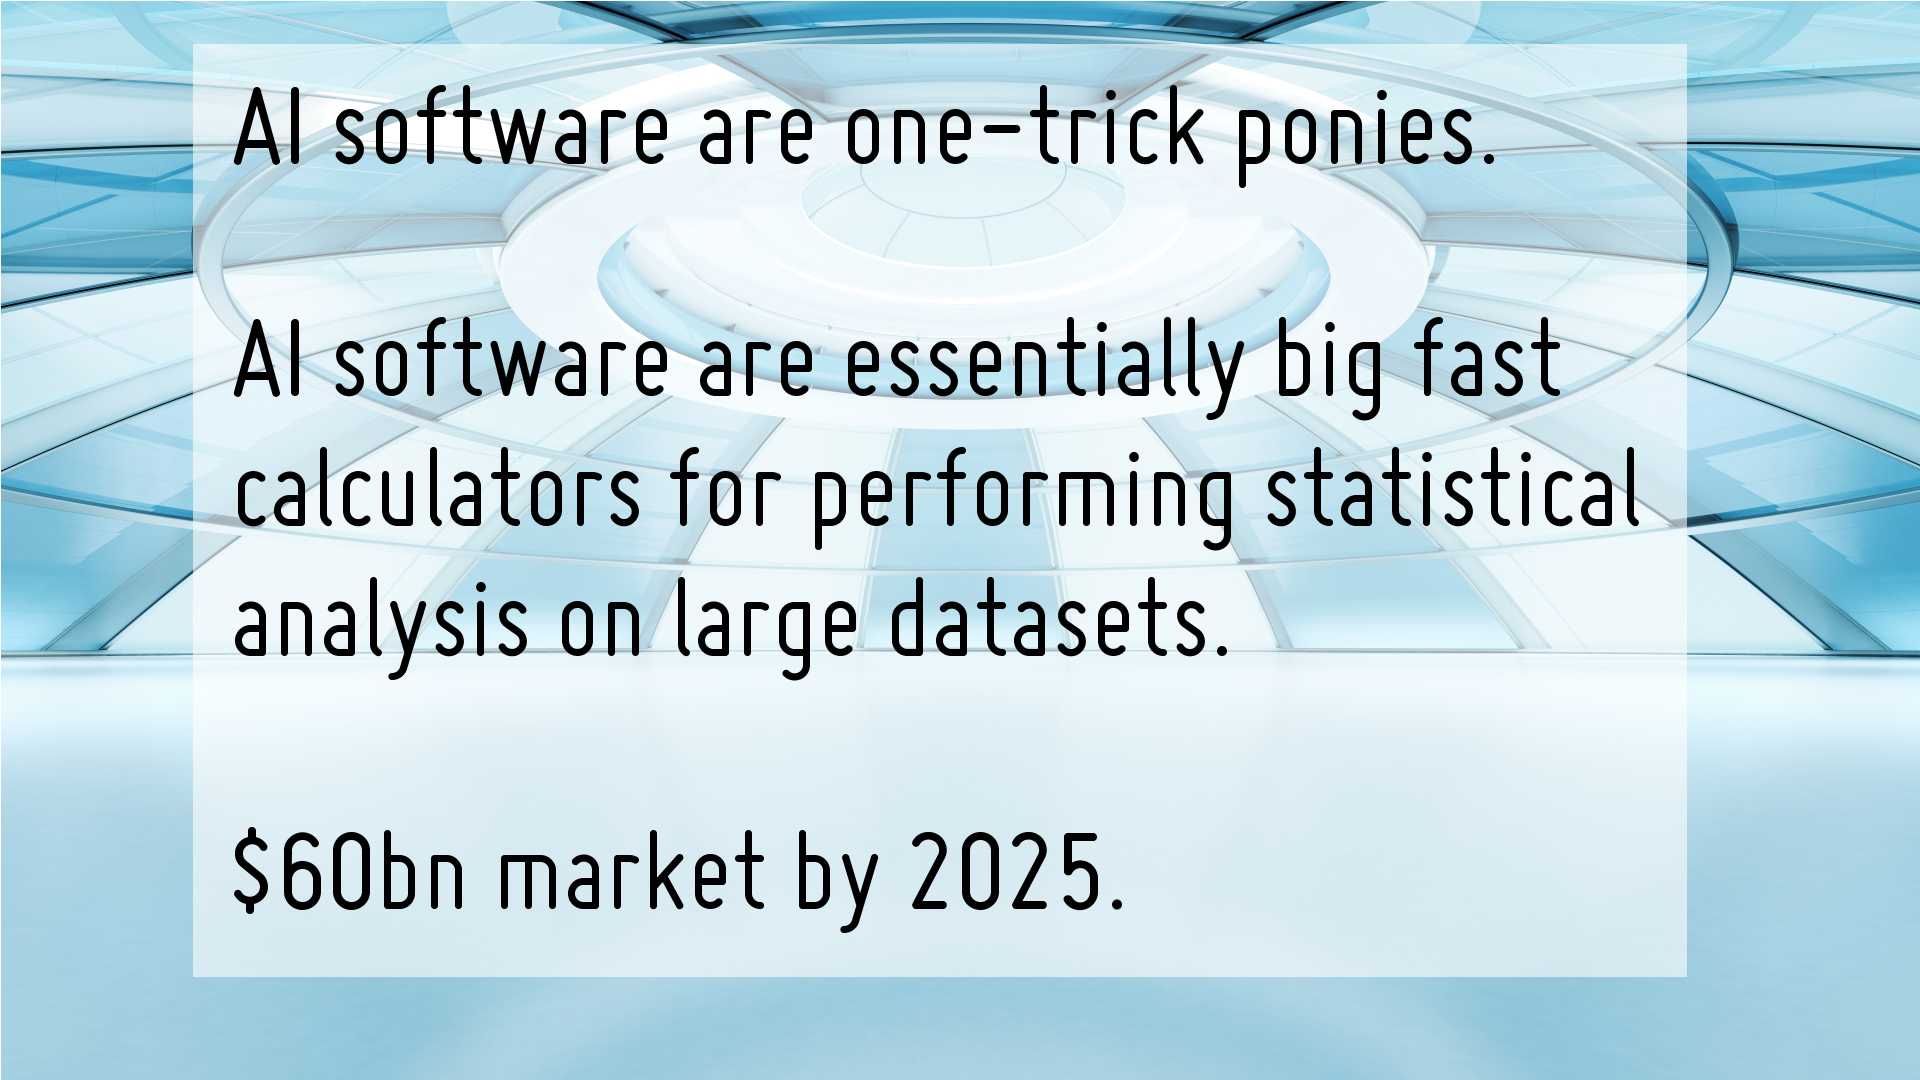 AI software are one-trick ponies.
AI software are essentially big fast
calculators for performing statistical
analysis on large datasets.
$60bn market by 2025.